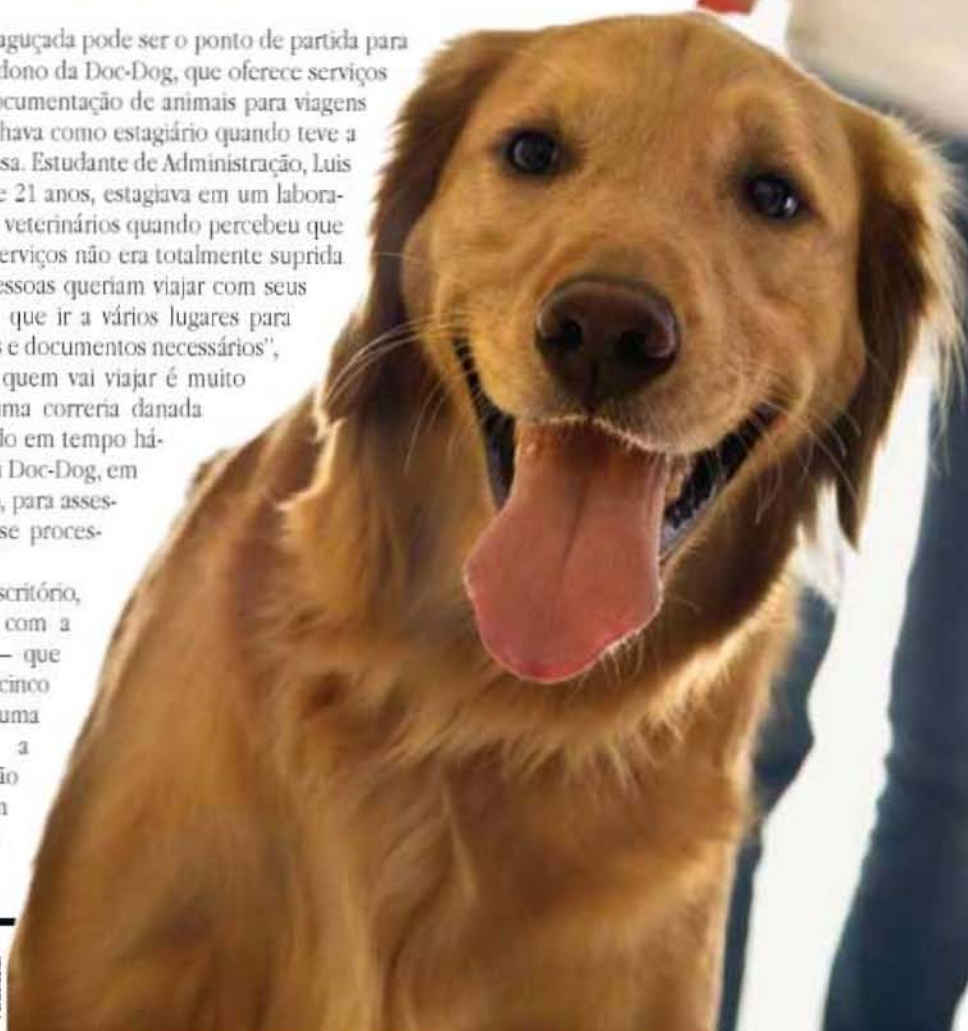 aguçada pode ser o ponto de partida para
dono da Doc-Dog, que oferece serviços
ocumentação de animais para viagens
hava como estagiário quando teve a
sa. Estudante de Administração, Luis
e 21 anos, estagiava em um labora-
veterinários quando percebeu que
erviços não era totalmente suprida
essoas queriam viajar com seus
que ir a vários lugares para
s e documentos necessários",
quem vai viajar é muito
ma correria danada
do em tempo há-
a Doc-Dog, em
, para asses-
se proces-
scritório,
com a
– que
cinco
uma
a
ão